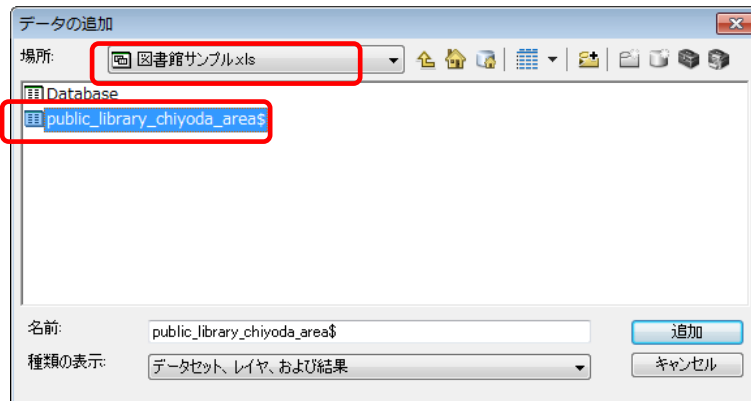 データの追加
場所: 図書館サンプル.xls
Database
public_library_chiyoda_area$
名前: public_library_chiyoda_area$ 追加
種類の表示: データセット、レイヤ、および結果 キャンセル